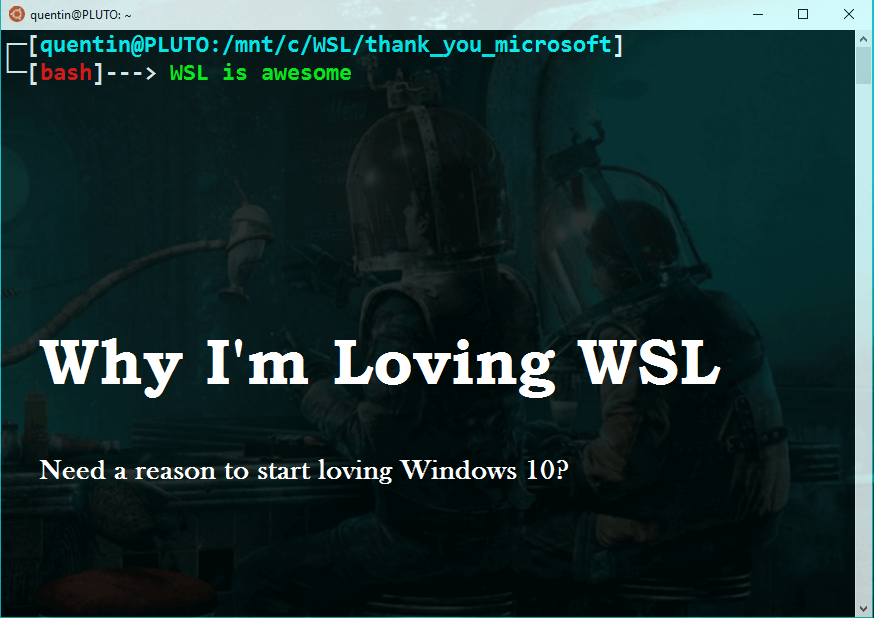 quentin@PLUTO: ~
[quentin@PLUTO:/mnt/c/WSL/thank_you_microsoft]
[bash]---> WSL is awesome
Menu
Why I'm Loving WSL
Need a reason to start loving Windows 10?